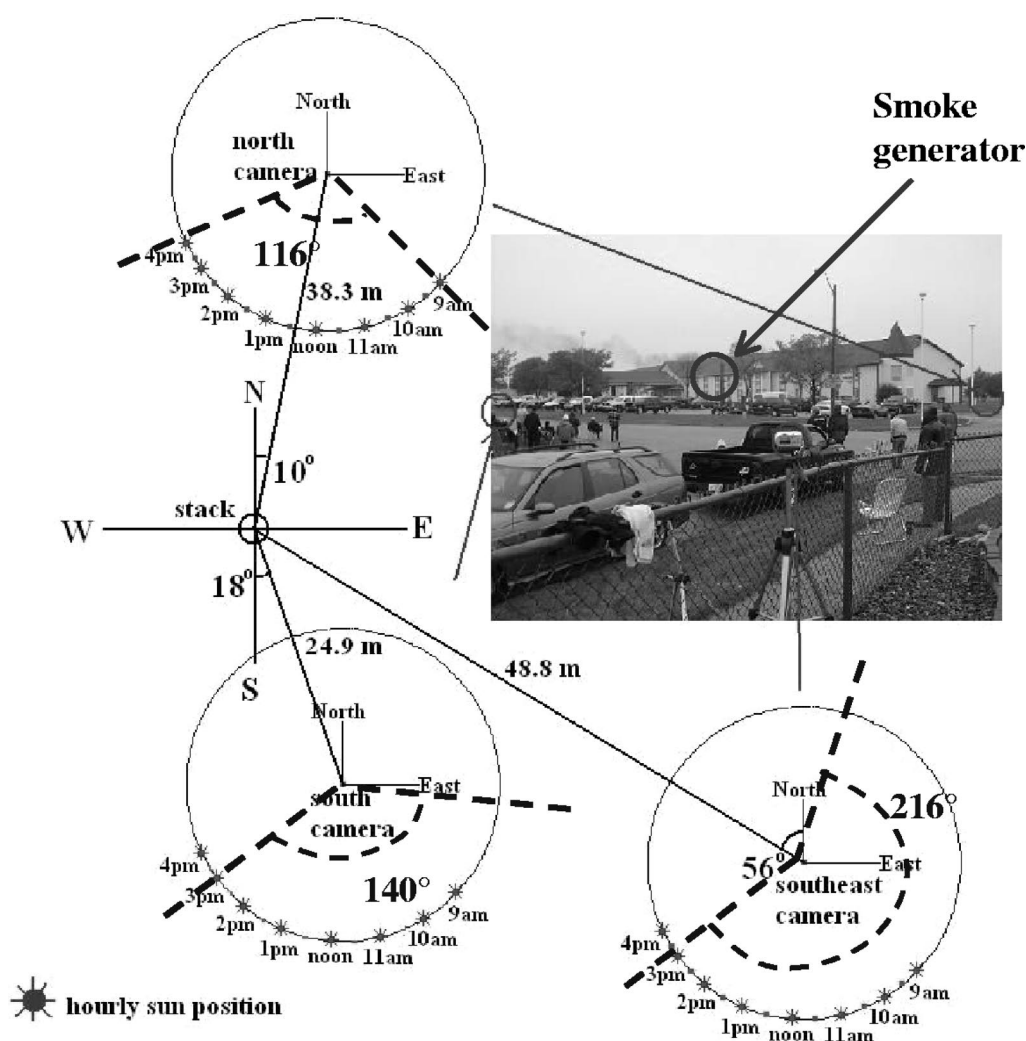 North
north
camera
East
116°
4pm
3pm
2pm
1pm
noon
11am
10am
9am
38.3 m
Smoke
generator
N
10°
stack
W
E
18°
S
24.9 m
48.8 m
North
East
south
camera
140°
4pm
3pm
2pm
1pm
noon
11am
10am
9am
North
216°
56°
East
southeast
camera
4pm
3pm
2pm
1pm
noon
11am
10am
9am
hourly sun position